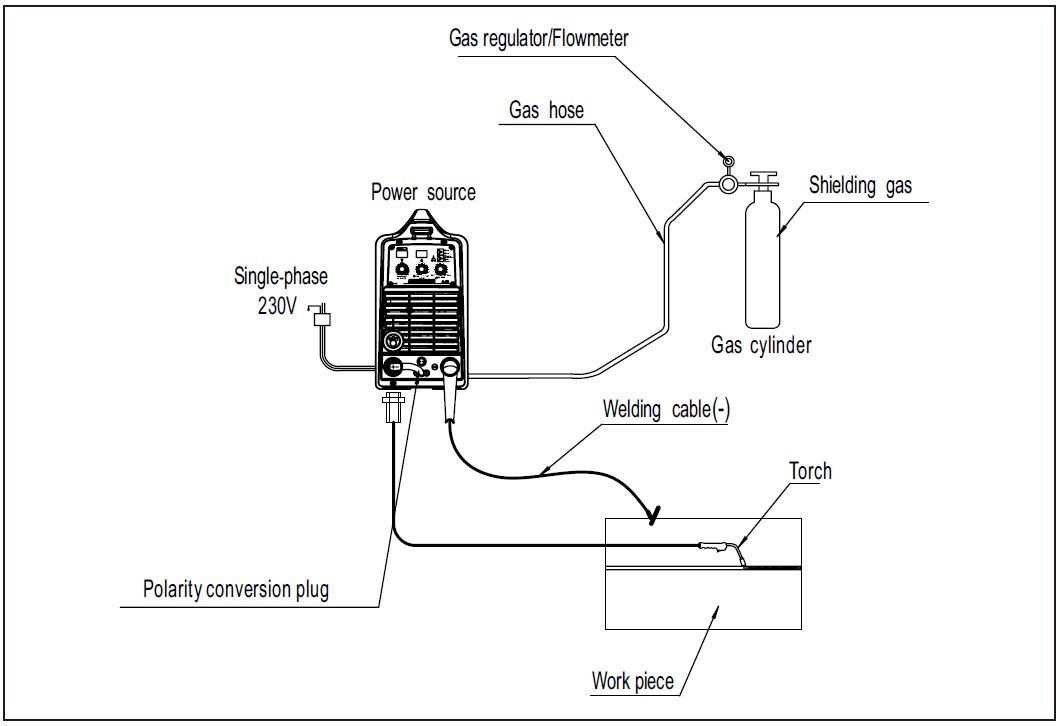 Gas regulator/Flowmeter
Gas hose
Shielding gas
Power source
Single-phase
230V
Gas cylinder
Welding cable(-)
Torch
Polarity conversion plug
Work piece